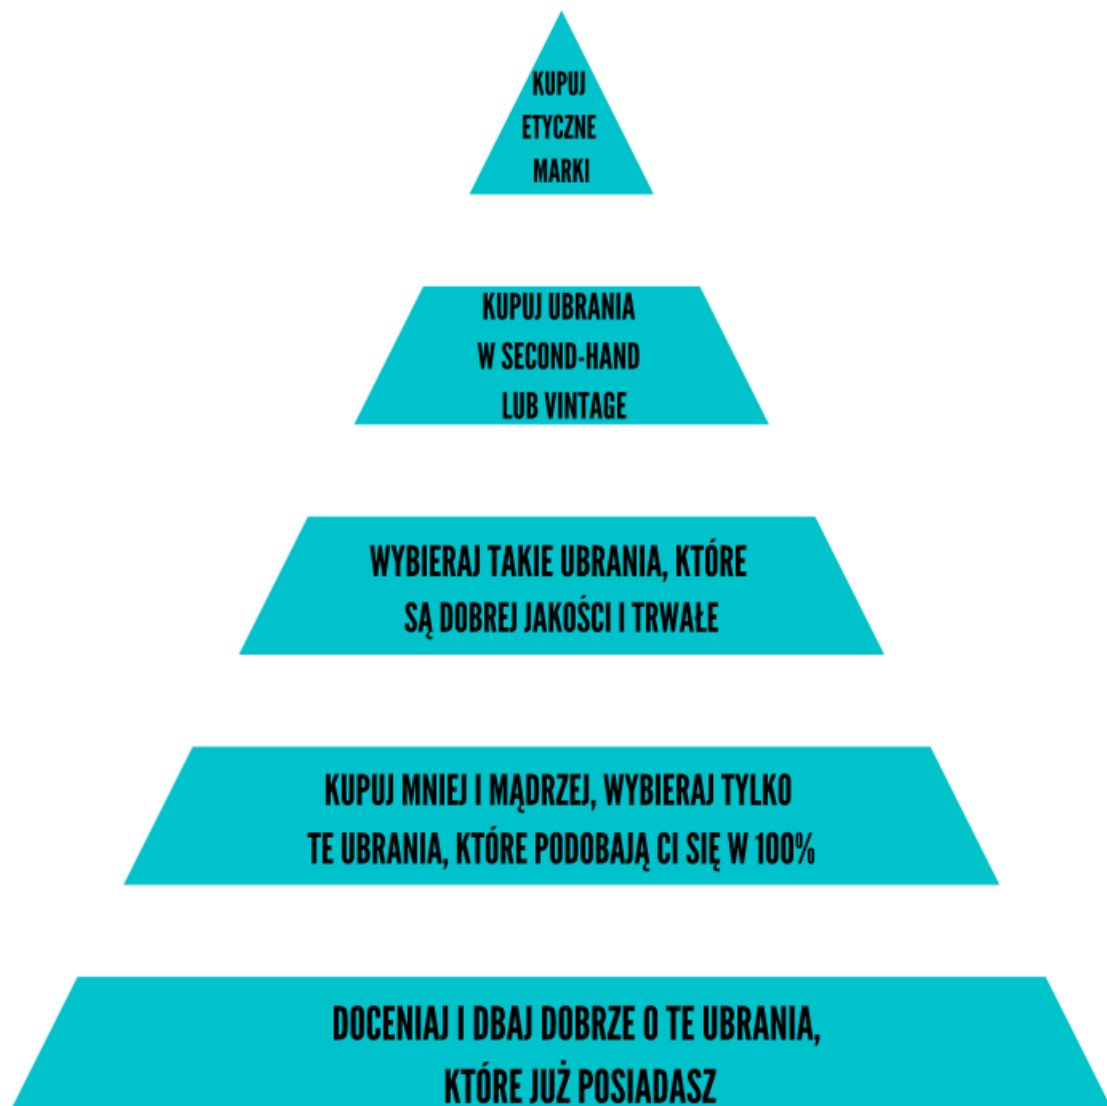 KUPUJ
ETYCZNE
MARKI
KUPUJ UBRANIA
W SECOND-HAND
LUB VINTAGE
WYBIERAJ TAKIE UBRANIA, KTÓRE
SĄ DOBREJ JAKOŚCI I TRWAŁE
KUPUJ MNIEJ I MĄDRZEJ, WYBIERAJ TYLKO
TE UBRANIA, KTÓRE PODOBAJĄ CI SIĘ W 100%
DOCENIAJ I DBAJ DOBRZE O TE UBRANIA,
KTÓRE JUŻ POSIADASZ